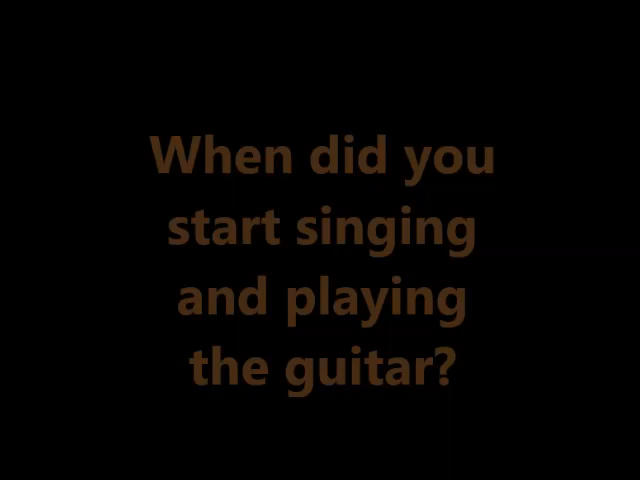 When did you
start singing
and playing
the guitar?